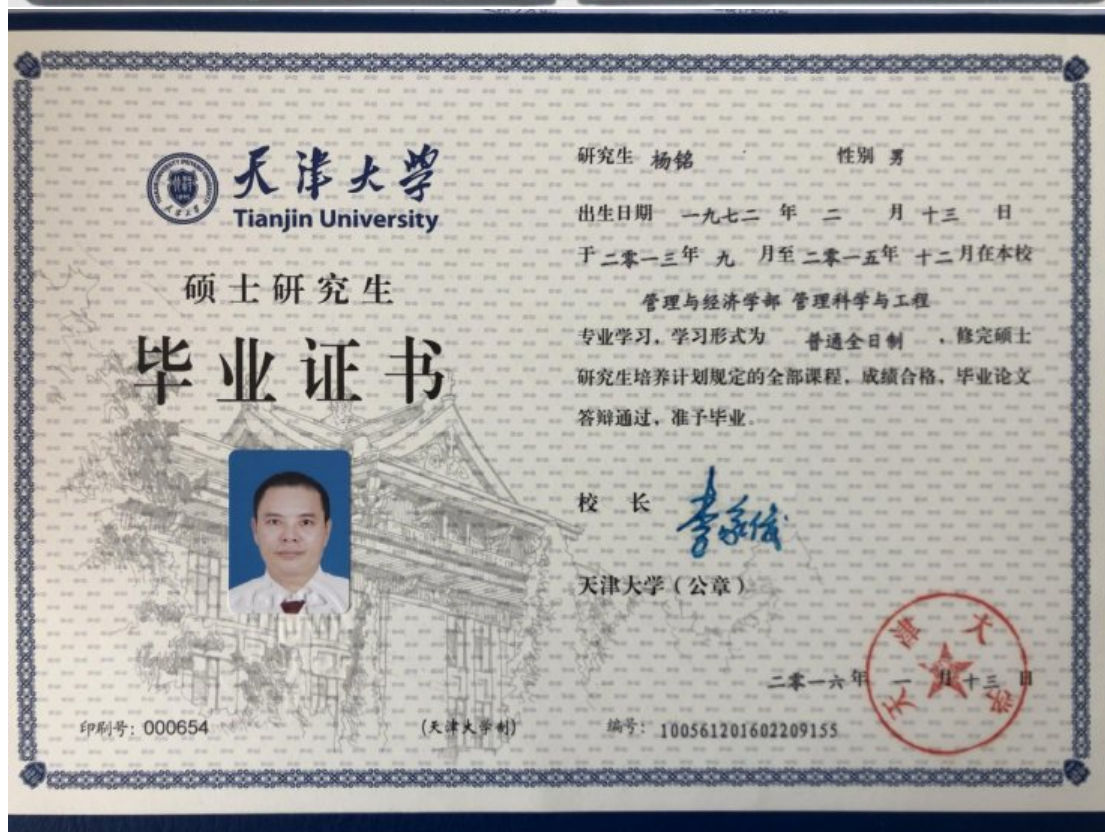 天津大学
Tianjin University
硕士研究生
毕业证书
印刷号：000654
(天津大学制)
研究生 杨铭 性别 男
出生日期 一九七二 年 二 月 十三 日
于 二零一三年 九 月至 二零一五年 十二月在本校
管理与经济学部 管理科学与工程
专业学习，学习形式为 普通全日制 ，修完硕士
研究生培养计划规定的全部课程，成绩合格，毕业论文
答辩通过，准予毕业。
校 长 李家俊
天津大学（公章）
天津大学
二零一六年 一 月十三 日
编号： 100561201602209155